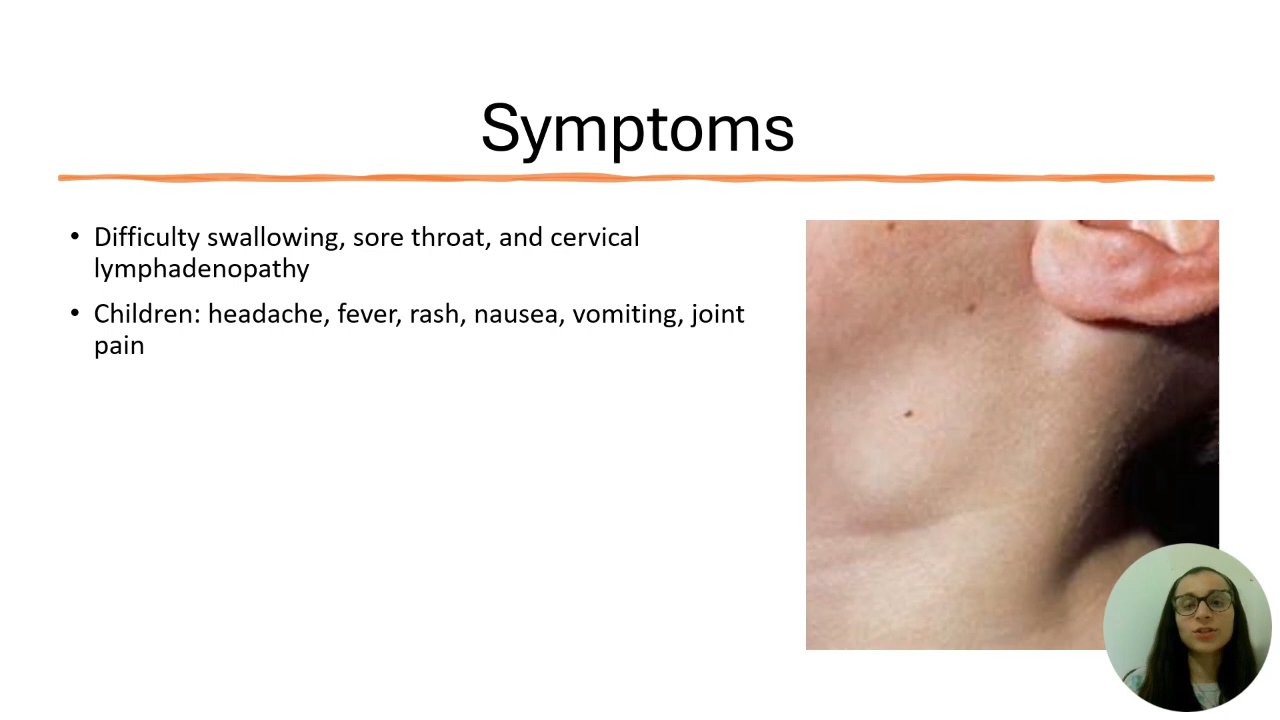 Symptoms
• Difficulty swallowing, sore throat, and cervical
lymphadenopathy
• Children: headache, fever, rash, nausea, vomiting, joint
pain